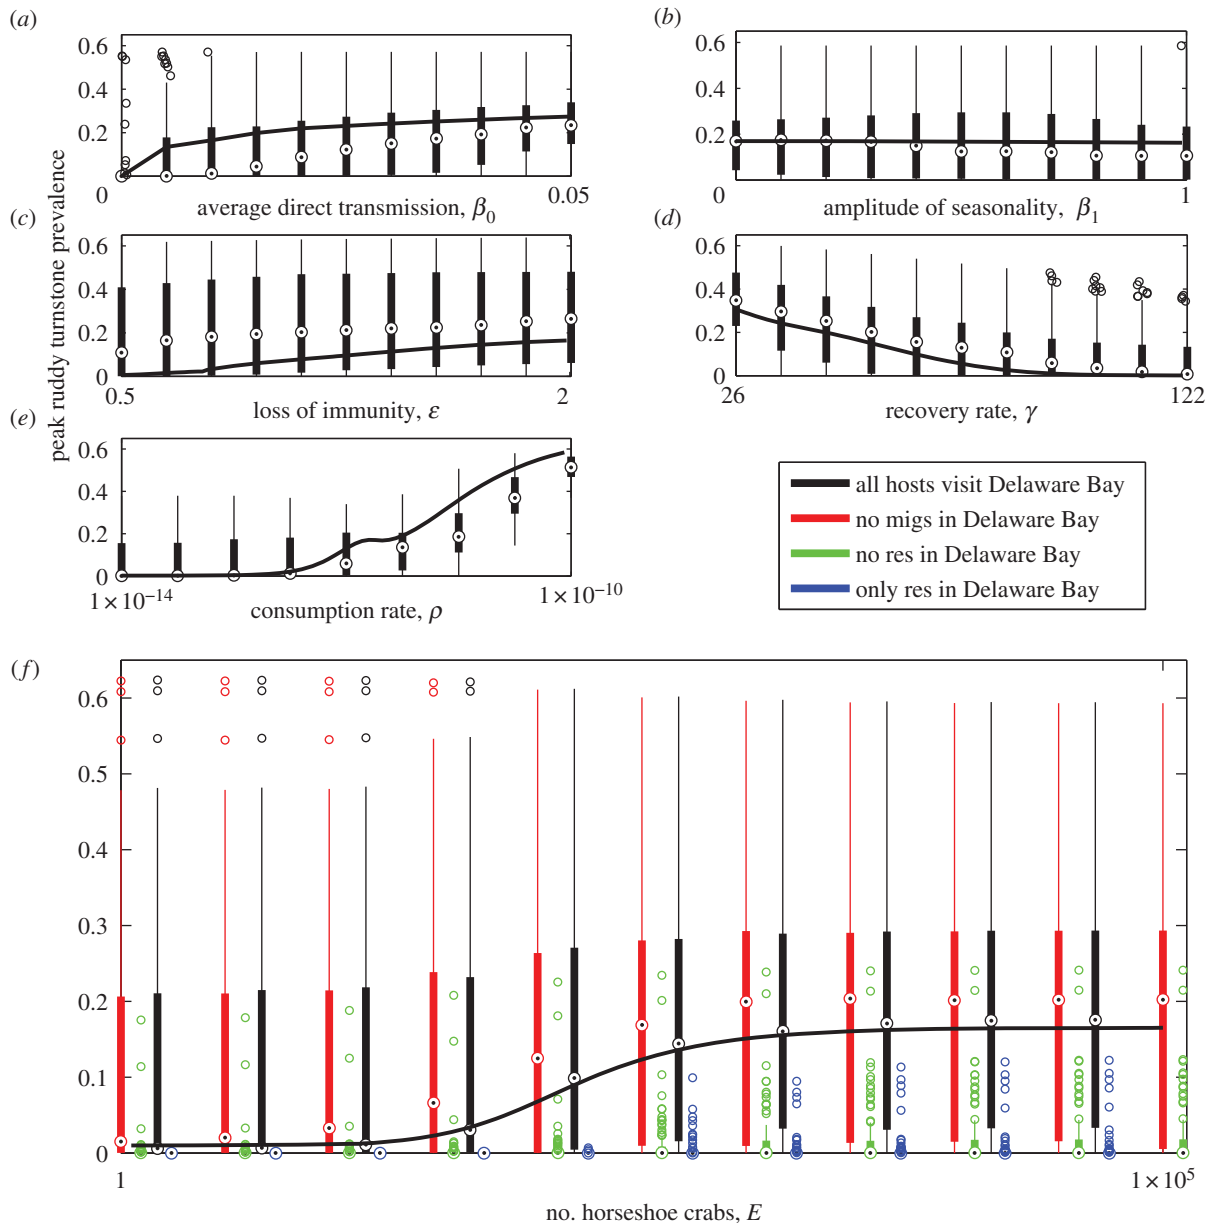 (a)
(b)
0.6
0.4
0.2
0
0.05
average direct transmission, β0
0.6
0.4
0.2
0
1
amplitude of seasonality, β1
(c)
(d)
peak ruddy turnstone prevalence
0.6
0.4
0.2
0
0.5
2
loss of immunity, ε
0.6
0.4
0.2
0
26
122
recovery rate, γ
(e)
0.6
0.4
0.2
0
1 × 10−14
1 × 10−10
consumption rate, ρ
all hosts visit Delaware Bay
no migs in Delaware Bay
no res in Delaware Bay
only res in Delaware Bay
(f)
0.6
0.5
0.4
0.3
0.2
0.1
0
1
1 × 105
no. horseshoe crabs, E